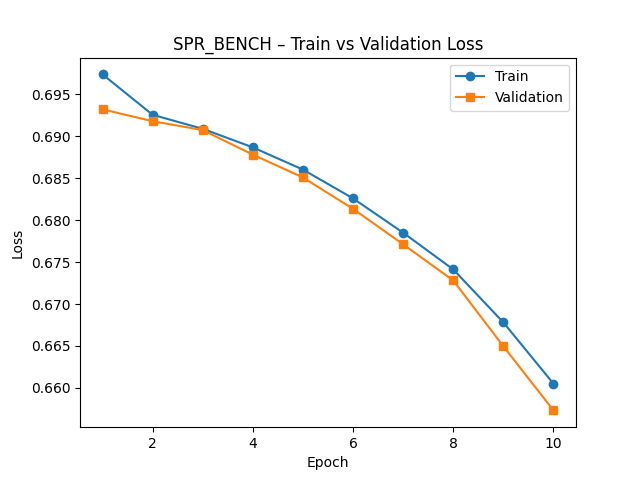 SPR_BENCH – Train vs Validation Loss
Train
Validation
0.695
0.690
0.685
0.680
0.675
0.670
0.665
0.660
Loss
2
4
6
8
10
Epoch